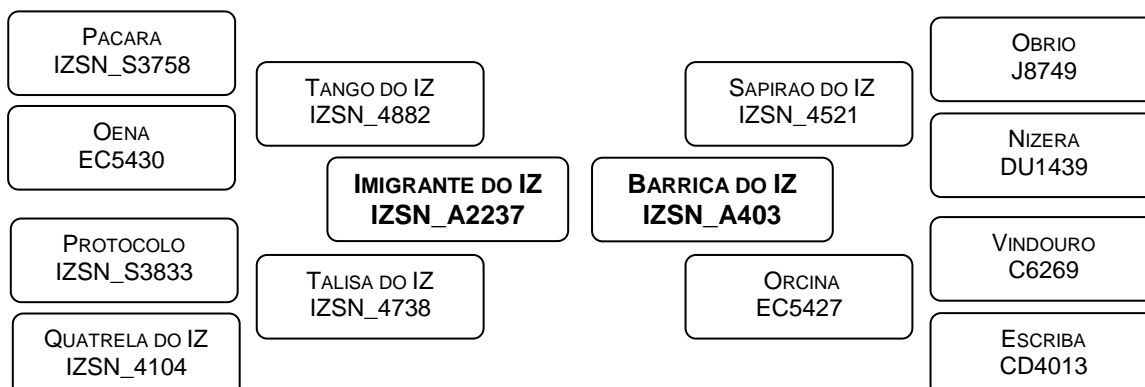 PACARA
IZSN_S3758
OENA
EC5430
TANGO DO IZ
IZSN_4882
IMIGRANTE DO IZ
IZSN_A2237
PROTOCOLO
IZSN_S3833
QUATRELA DO IZ
IZSN_4104
TALISA DO IZ
IZSN_4738
SAPIRAO DO IZ
IZSN_4521
BARRICA DO IZ
IZSN_A403
ORCINA
EC5427
OBRIO
J8749
NIZERA
DU1439
VINDOURO
C6269
ESCRIBA
CD4013